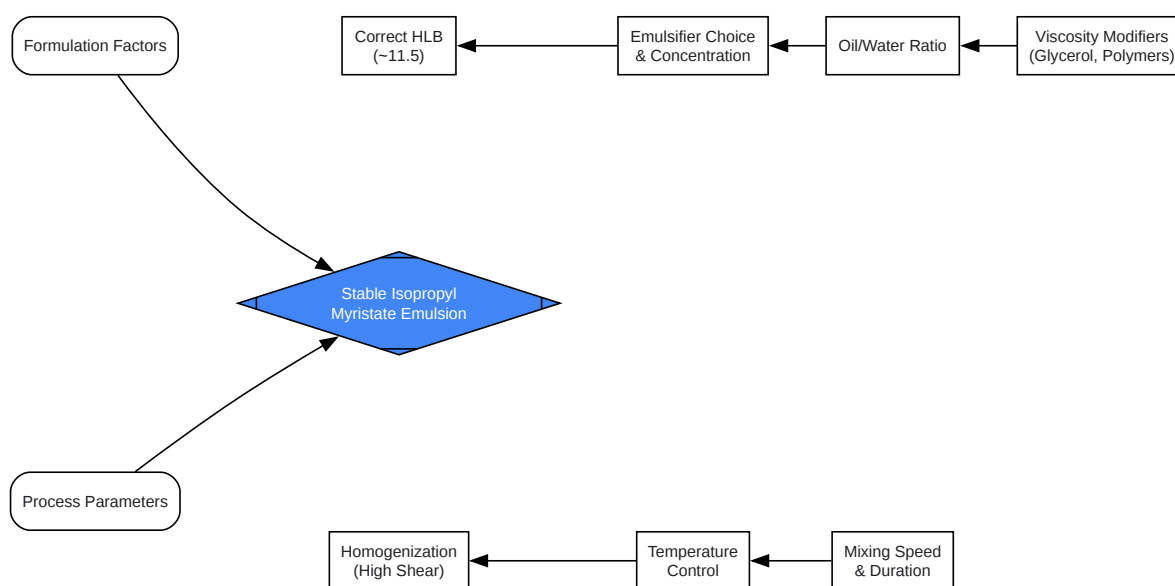 Formulation Factors
Correct HLB
(~11.5)
Emulsifier Choice
& Concentration
Oil/Water Ratio
Viscosity Modifiers
(Glycerol, Polymers)
Stable Isopropyl
Myristate Emulsion
Process Parameters
Homogenization
(High Shear)
Temperature
Control
Mixing Speed
& Duration